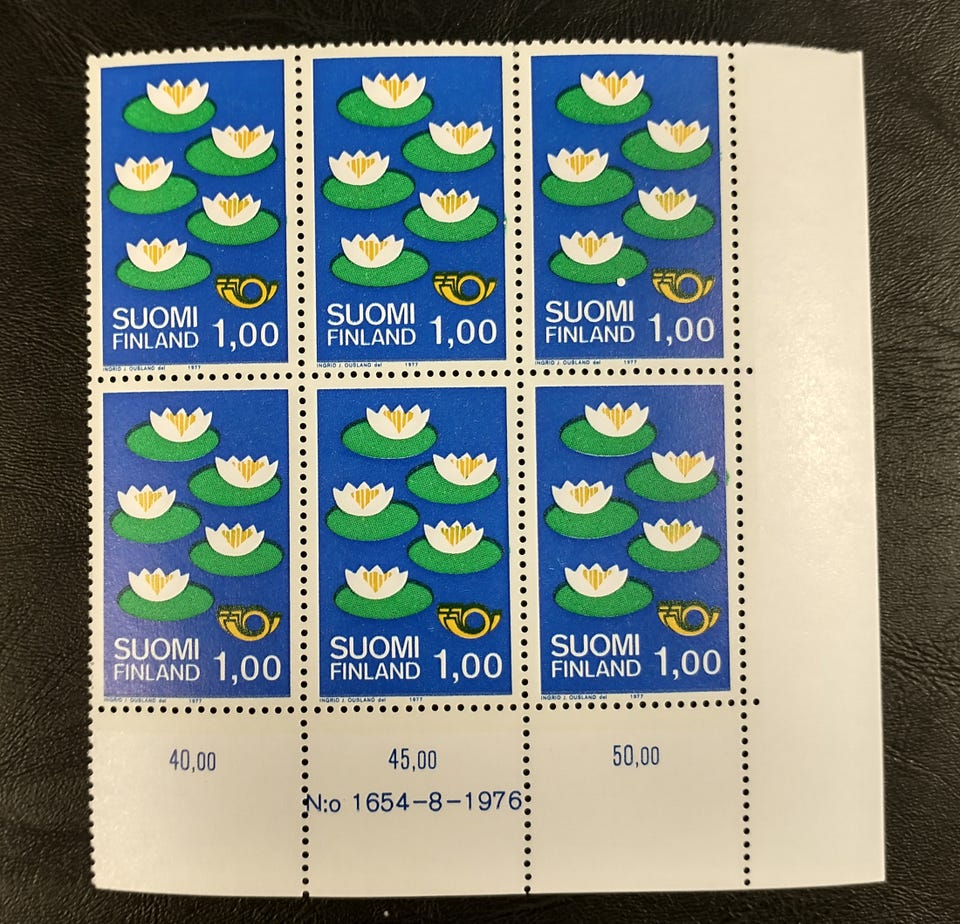 SUOMI
FINLAND 1,00
INGRID J. OUSLAND del 1977
SUOMI
FINLAND 1,00
INGRID J. OUSLAND del 1977
SUOMI
FINLAND 1,00
INGRID J. OUSLAND del 1977
SUOMI
FINLAND 1,00
INGRID J. OUSLAND del 1977
SUOMI
FINLAND 1,00
INGRID J. OUSLAND del 1977
SUOMI
FINLAND 1,00
INGRID J. OUSLAND del 1977
40,00 45,00 50,00
N:o 1654-8-1976